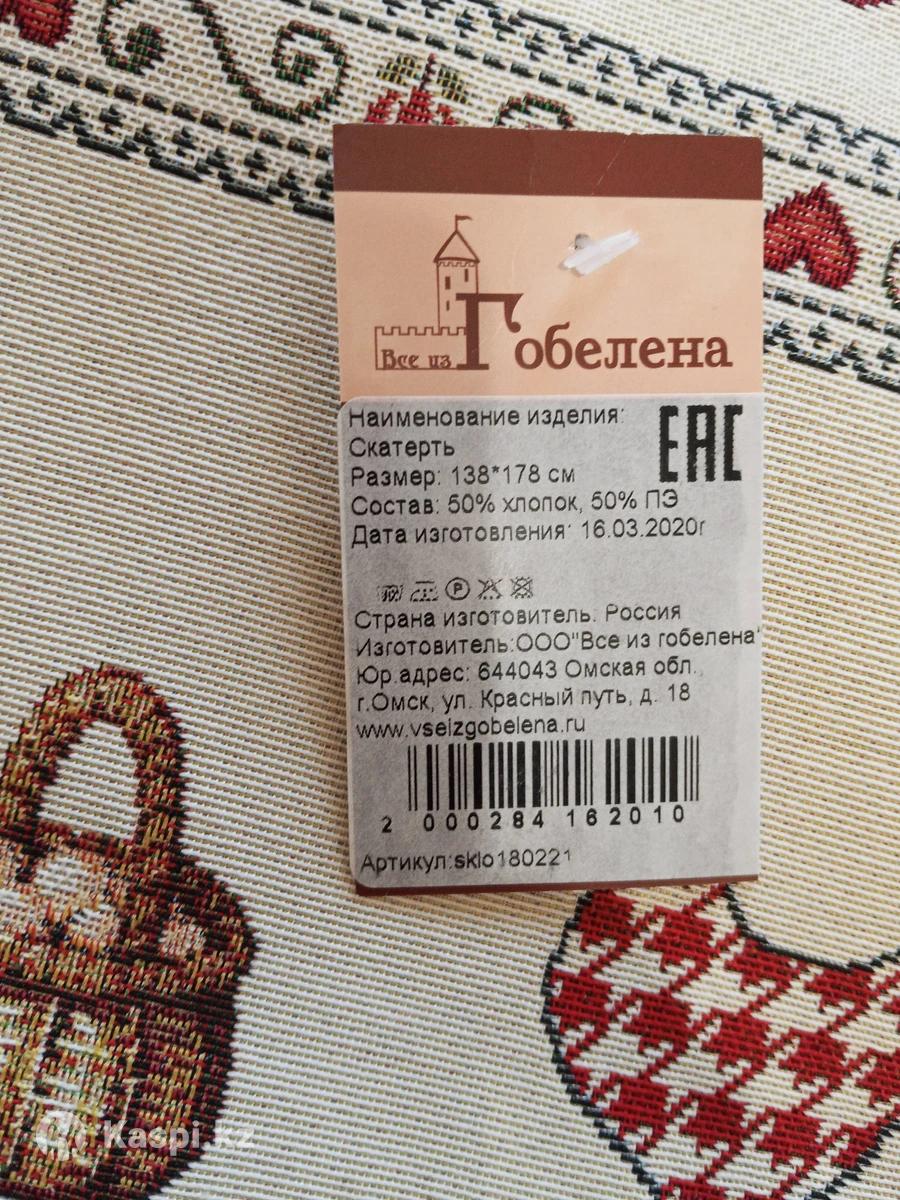 Все из Гобелена
Наименование изделия:
EAC
Скатерть
Размер: 138*178 см
Состав: 50% хлопок, 50% ПЭ
Дата изготовления: 16.03.2020г
P
Страна изготовитель: Россия
Изготовитель:ООО"Все из гобелена"
Юр.адрес: 644043 Омская обл.,
г.Омск, ул. Красный путь, д. 18
www.vseizgobelena.ru
2 000284 162010
Артикул:sklo180221
Kaspi.kz